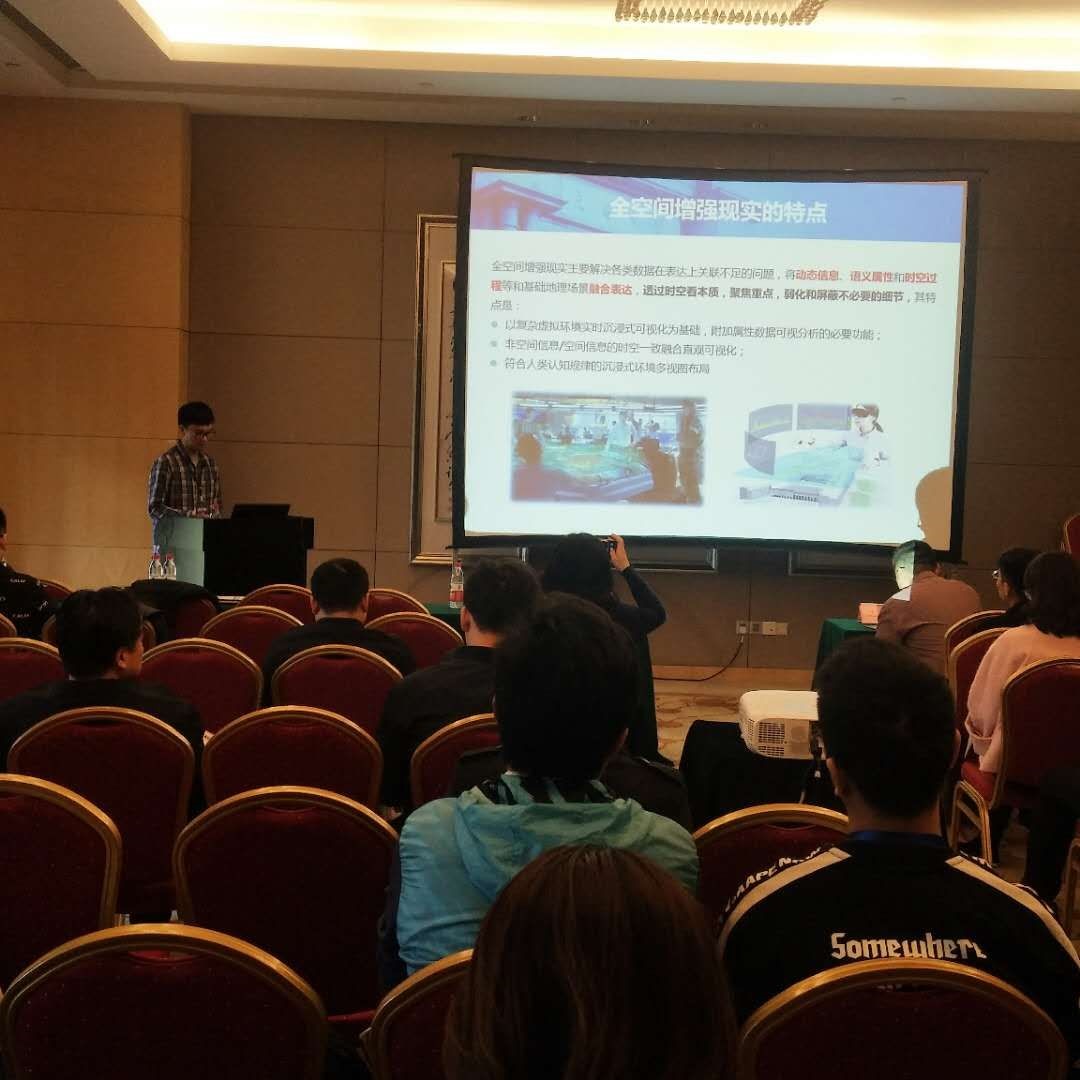 全空间增强现实的特点
全空间增强现实主要解决各类数据在表达上关联不足的问题，将动态信息、语义属性和时空过
程等和基础地理场景融合表达，透过时空看本质，聚焦重点，弱化和屏蔽不必要的细节，其特
点是：
以复杂虚拟环境实时沉浸式可视化为基础，附加属性数据可视分析的必要功能；
非空间信息/空间信息的时空一致融合直观可视化；
符合人类认知规律的沉浸式环境多视图布局
Somewhere